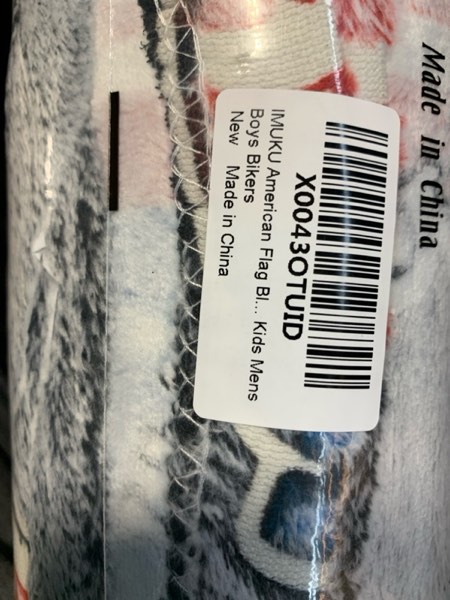 Made in China
X0043OTUID
IMUKU American Flag Bl... Kids Mens
Boys Bikers
New Made in China